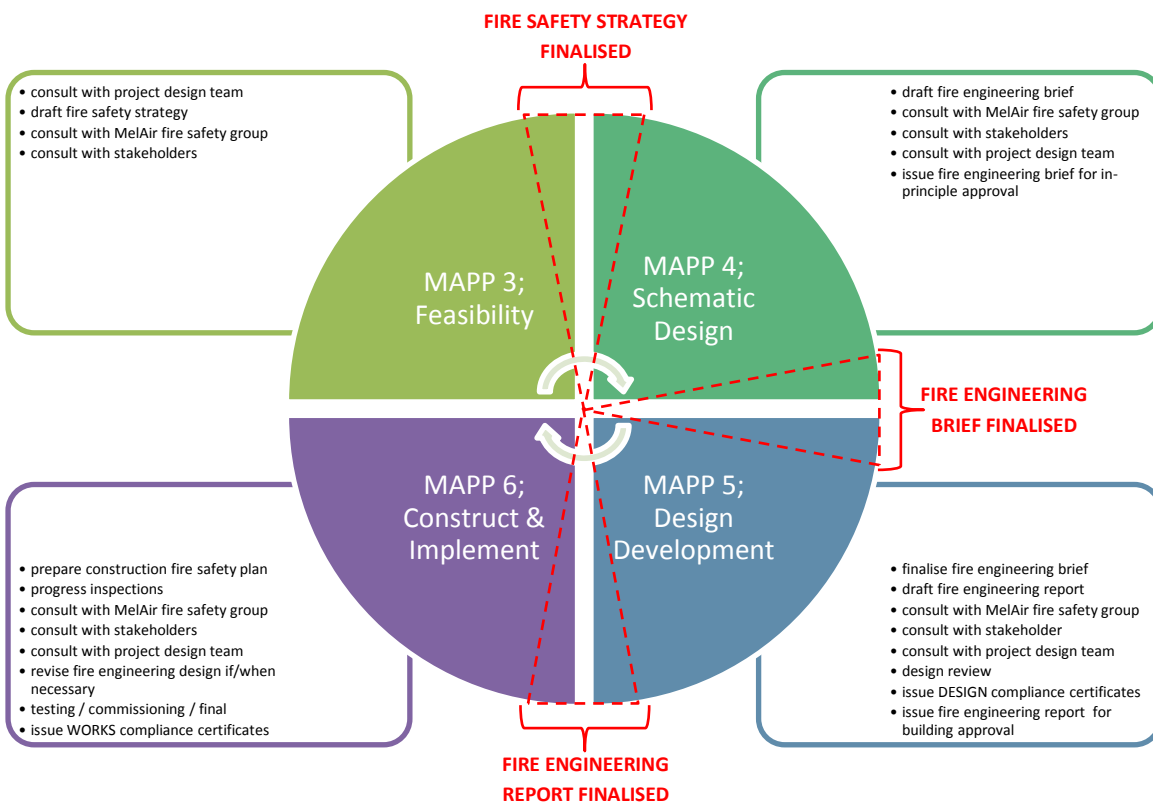 FIRE SAFETY STRATEGY
FINALISED
• consult with project design team
• draft fire safety strategy
• consult with MelAir fire safety group
• consult with stakeholders
• draft fire engineering brief
• consult with MelAir fire safety group
• consult with stakeholders
• consult with project design team
• issue fire engineering brief for in-
principle approval
MAPP 3;
Feasibility
MAPP 4;
Schematic
Design
FIRE ENGINEERING
BRIEF FINALISED
MAPP 6;
Construct &
Implement
MAPP 5;
Design
Development
• prepare construction fire safety plan
• progress inspections
• consult with MelAir fire safety group
• consult with stakeholders
• consult with project design team
• revise fire engineering design if/when
necessary
• testing / commissioning / final
• issue WORKS compliance certificates
• finalise fire engineering brief
• draft fire engineering report
• consult with MelAir fire safety group
• consult with stakeholder
• consult with project design team
• design review
• issue DESIGN compliance certificates
• issue fire engineering report for
building approval
FIRE ENGINEERING
REPORT FINALISED